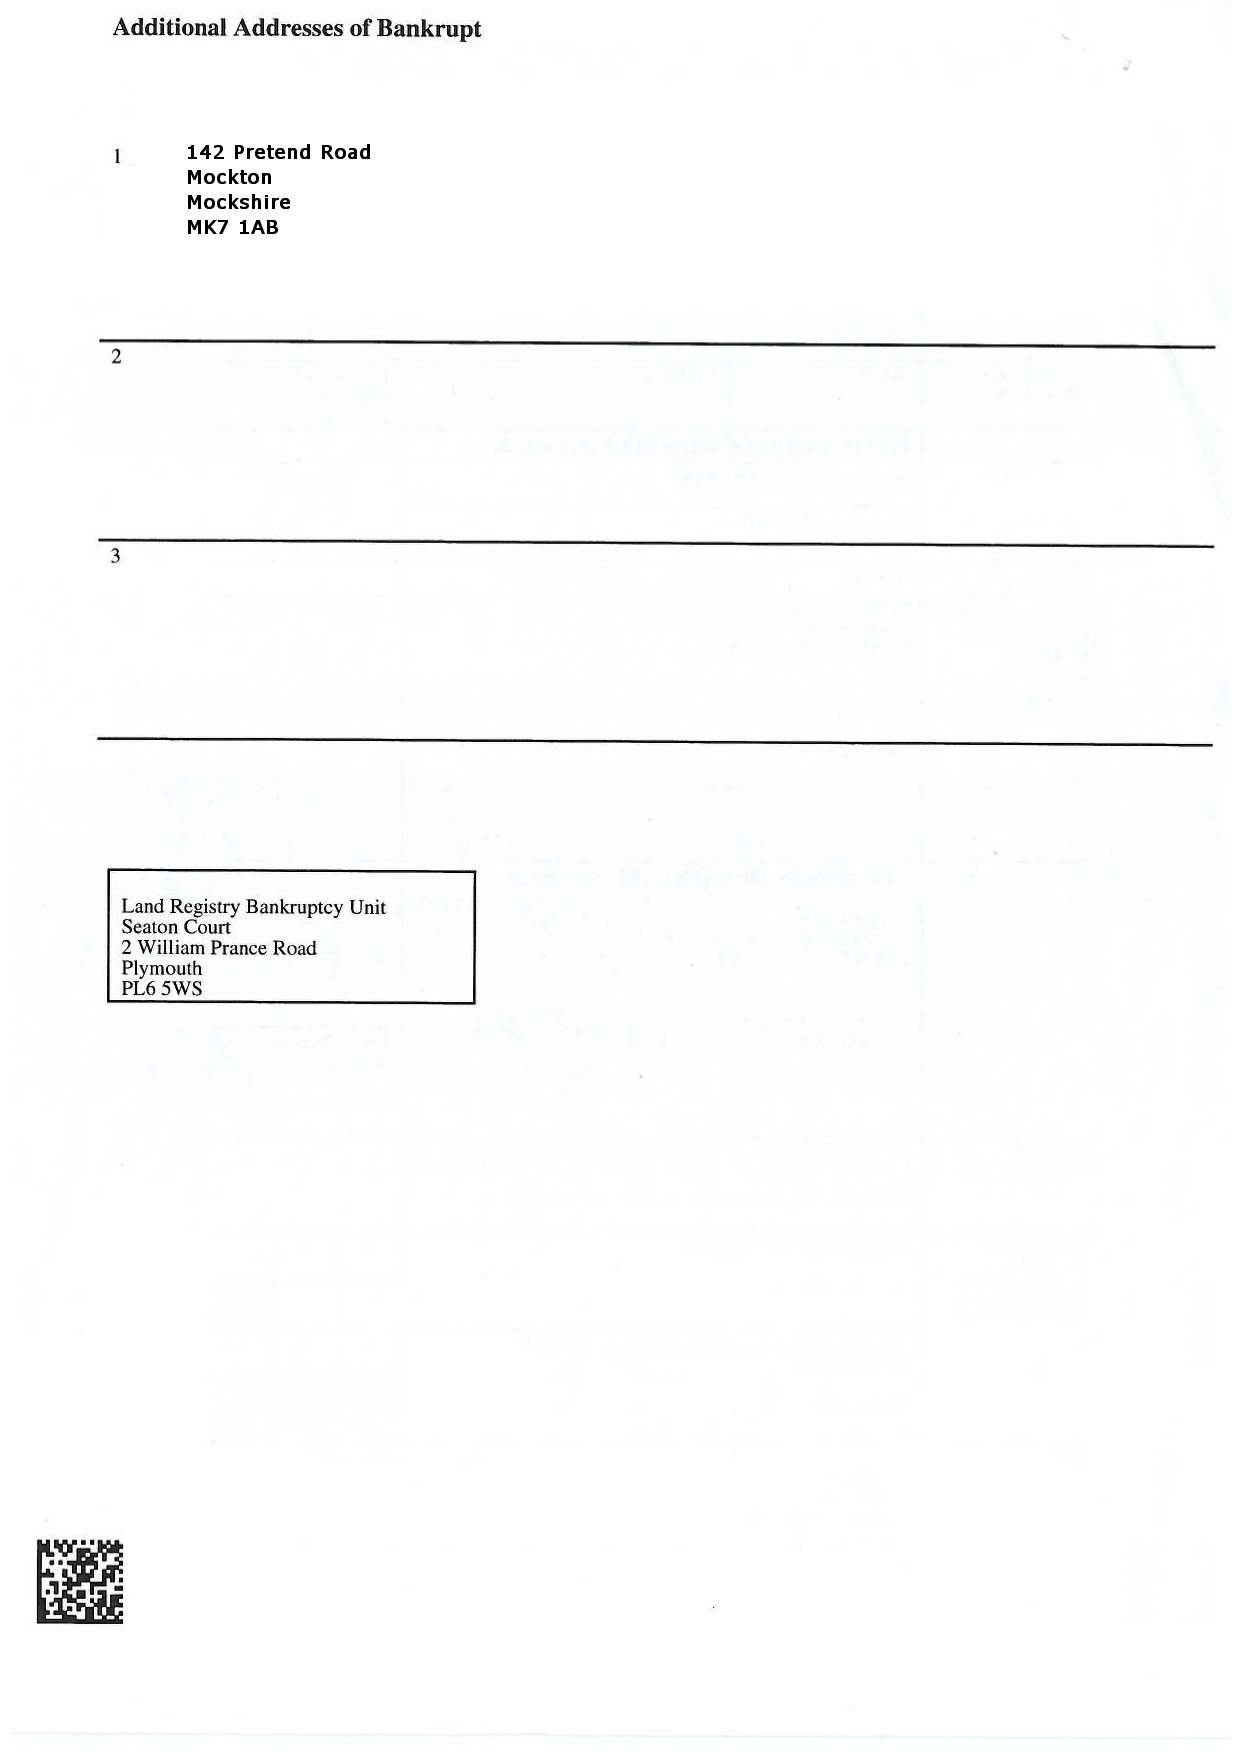 Additional Addresses of Bankrupt
1
142 Pretend Road
Mockton
Mockshire
MK7 1AB
2
3
Land Registry Bankruptcy Unit
Seaton Court
2 William Prance Road
Plymouth
PL6 5WS